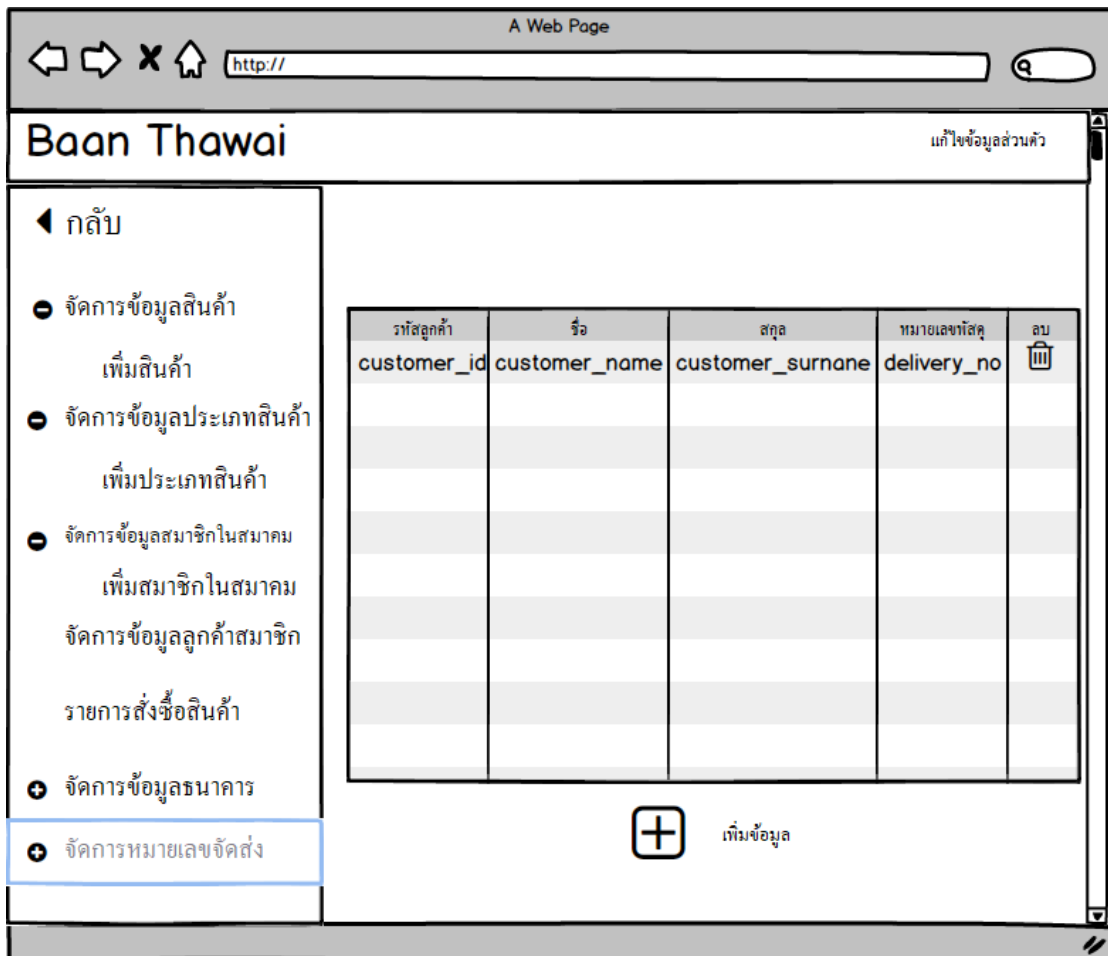 A Web Page
http://
Baan Thawai
แก้ไขข้อมูลส่วนตัว
กลับ
จัดการข้อมูลสินค้า
เพิ่มสินค้า
จัดการข้อมูลประเภทสินค้า
เพิ่มประเภทสินค้า
จัดการข้อมูลสมาชิกในสมาคม
เพิ่มสมาชิกในสมาคม
จัดการข้อมูลลูกค้าสมาชิก
รายการสั่งซื้อสินค้า
จัดการข้อมูลธนาคาร
จัดการหมายเลขจัดส่ง
รหัสลูกค้า ชื่อ สกุล หมายเลขพัสดุ ลบ
customer_id customer_name customer_surnane delivery_no
เพิ่มข้อมูล